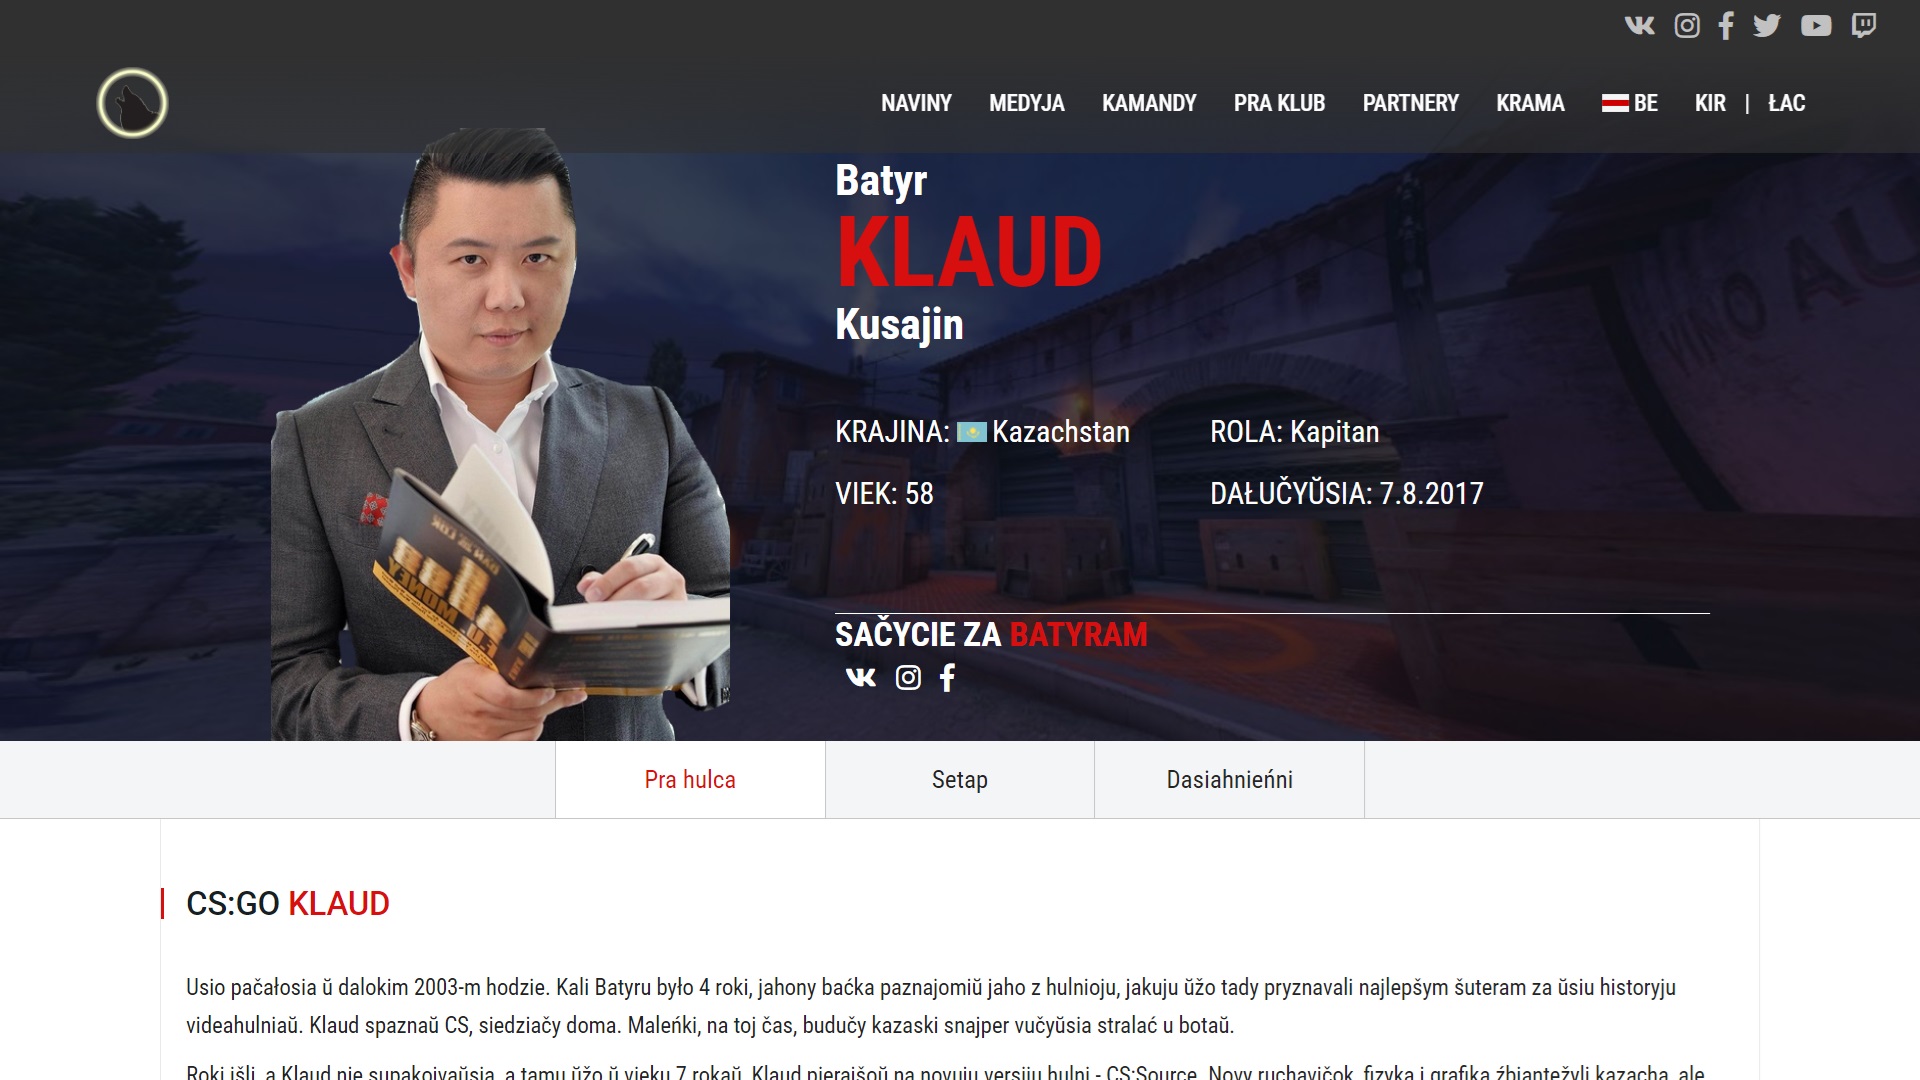 NAVINY MEDYJA KAMANDY PRA KLUB PARTNERY KRAMA BE KIR | ŁAC
Batyr
KLAUD
Kusajin
KRAJINA: Kazachstan ROLA: Kapitan
VIEK: 58 DAŁUČYŬSIA: 7.8.2017
SAČYCIE ZA BATYRAM
Pra hulca Setap Dasiahnieńni
CS:GO KLAUD
Usio pačałosia ŭ dalokim 2003-m hodzie. Kali Batyru było 4 roki, jahony baćka paznajomiŭ jaho z hulnioju, jakuju ŭžo tady pryznavali najlepšym šuteram za ŭsiu historyju
videahulniaŭ. Klaud spaznaŭ CS, siedziačy doma. Maleńki, na toj čas, budučy kazaski snajper vučyŭsia stralać u botaŭ.
Roki išli, a Klaud nie supakoivaŭsia, a tamu ŭžo ŭ vieku 7 rokaŭ, Klaud pierajšoŭ na novuju versiju hulni - CS:Source. Novy ruchavičok, fizyka i grafika źbiantežyli kazacha, ale